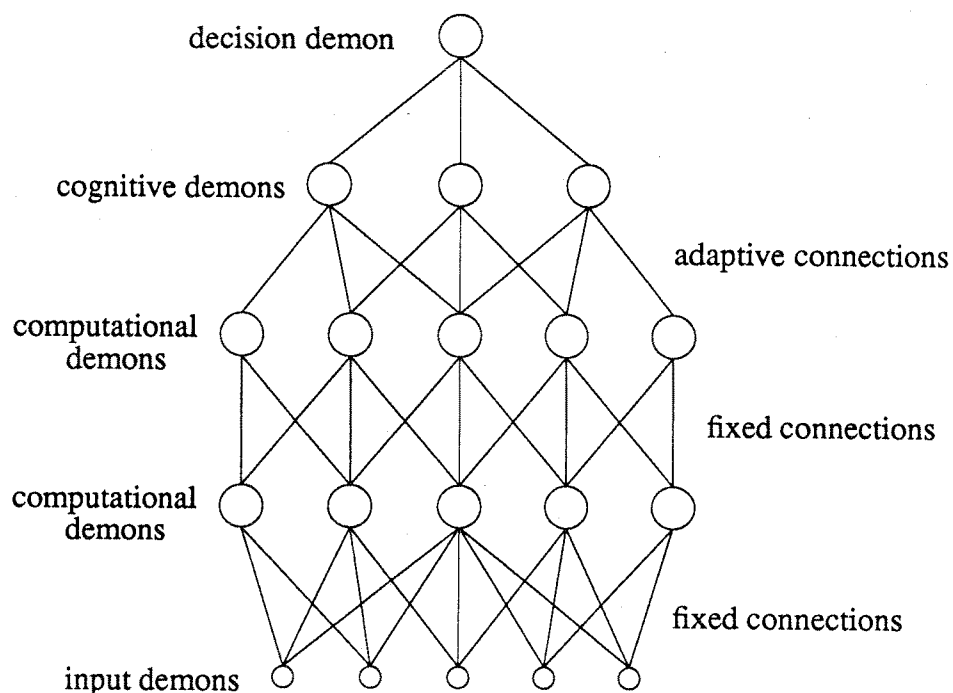 decision demon
cognitive demons
adaptive connections
computational
demons
fixed connections
computational
demons
fixed connections
input demons